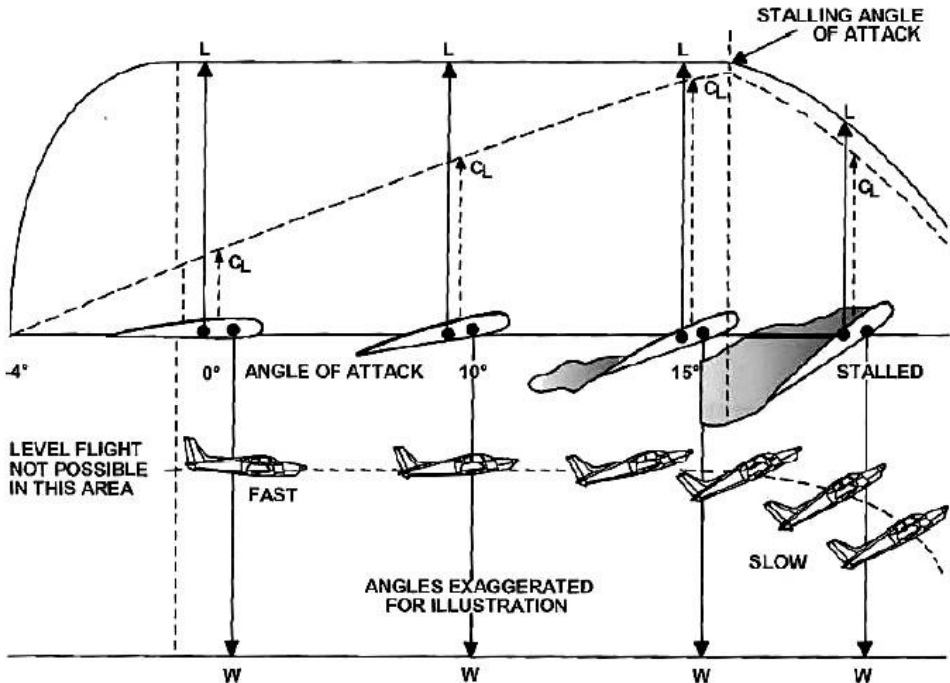 STALLING ANGLE
OF ATTACK
L
L
L
L
CL
CL
CL
CL
-4°
0°
ANGLE OF ATTACK
10°
15°
STALLED
LEVEL FLIGHT
NOT POSSIBLE
IN THIS AREA
FAST
SLOW
ANGLES EXAGGERATED
FOR ILLUSTRATION
W
W
W
W